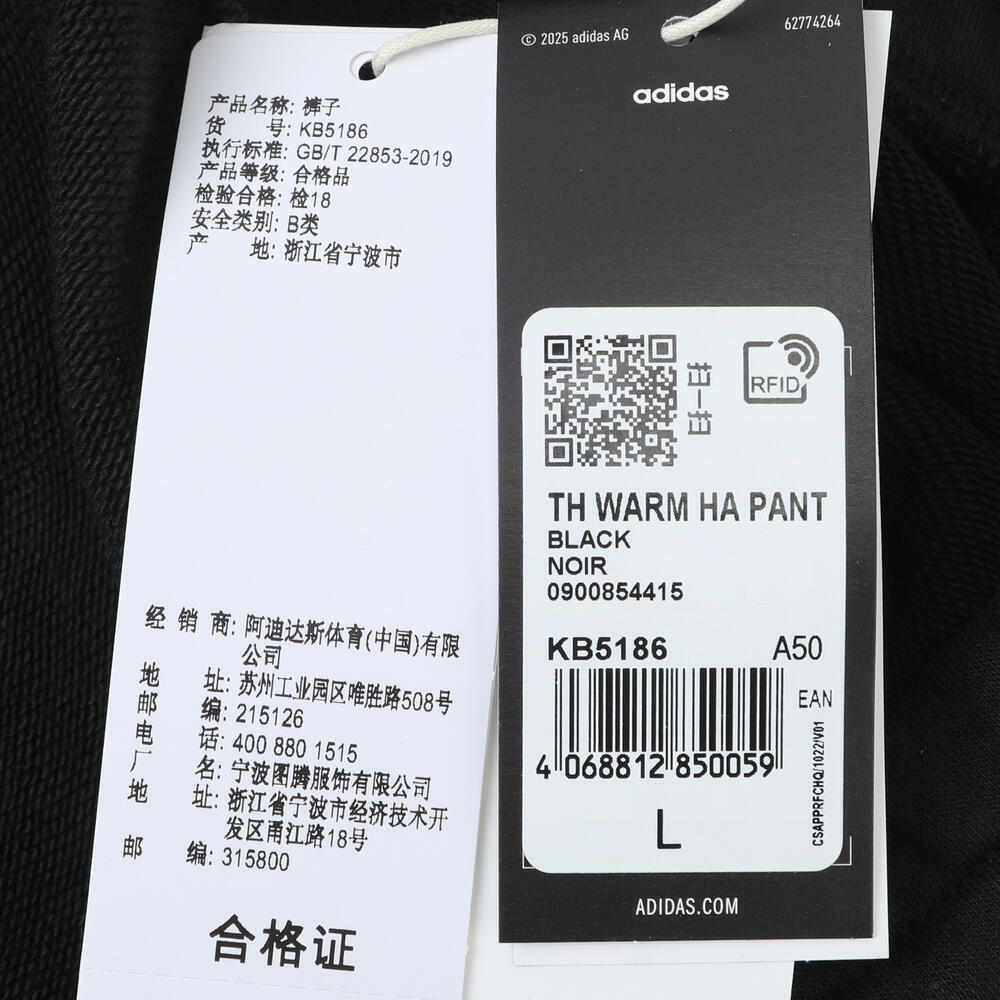 产品名称: 裤子
货 号: KB5186
执行标准: GB/T 22853-2019
产品等级: 合格品
检验合格: 检18
安全类别: B类
产 地: 浙江省宁波市
经 销 商: 阿迪达斯体育(中国)有限
公司
地 址: 苏州工业园区唯胜路508号
邮 编: 215126
电 话: 400 880 1515
厂 名: 宁波图腾服饰有限公司
地 址: 浙江省宁波市经济技术开
发区甬江路18号
邮 编: 315800
合格证
© 2025 adidas AG
62774264
adidas
扫一扫
RFID
TH WARM HA PANT
BLACK
NOIR
0900854415
KB5186 A50
EAN
4 068812 850059
CSAPPRFCHQ/1022/V01
L
ADIDAS.COM